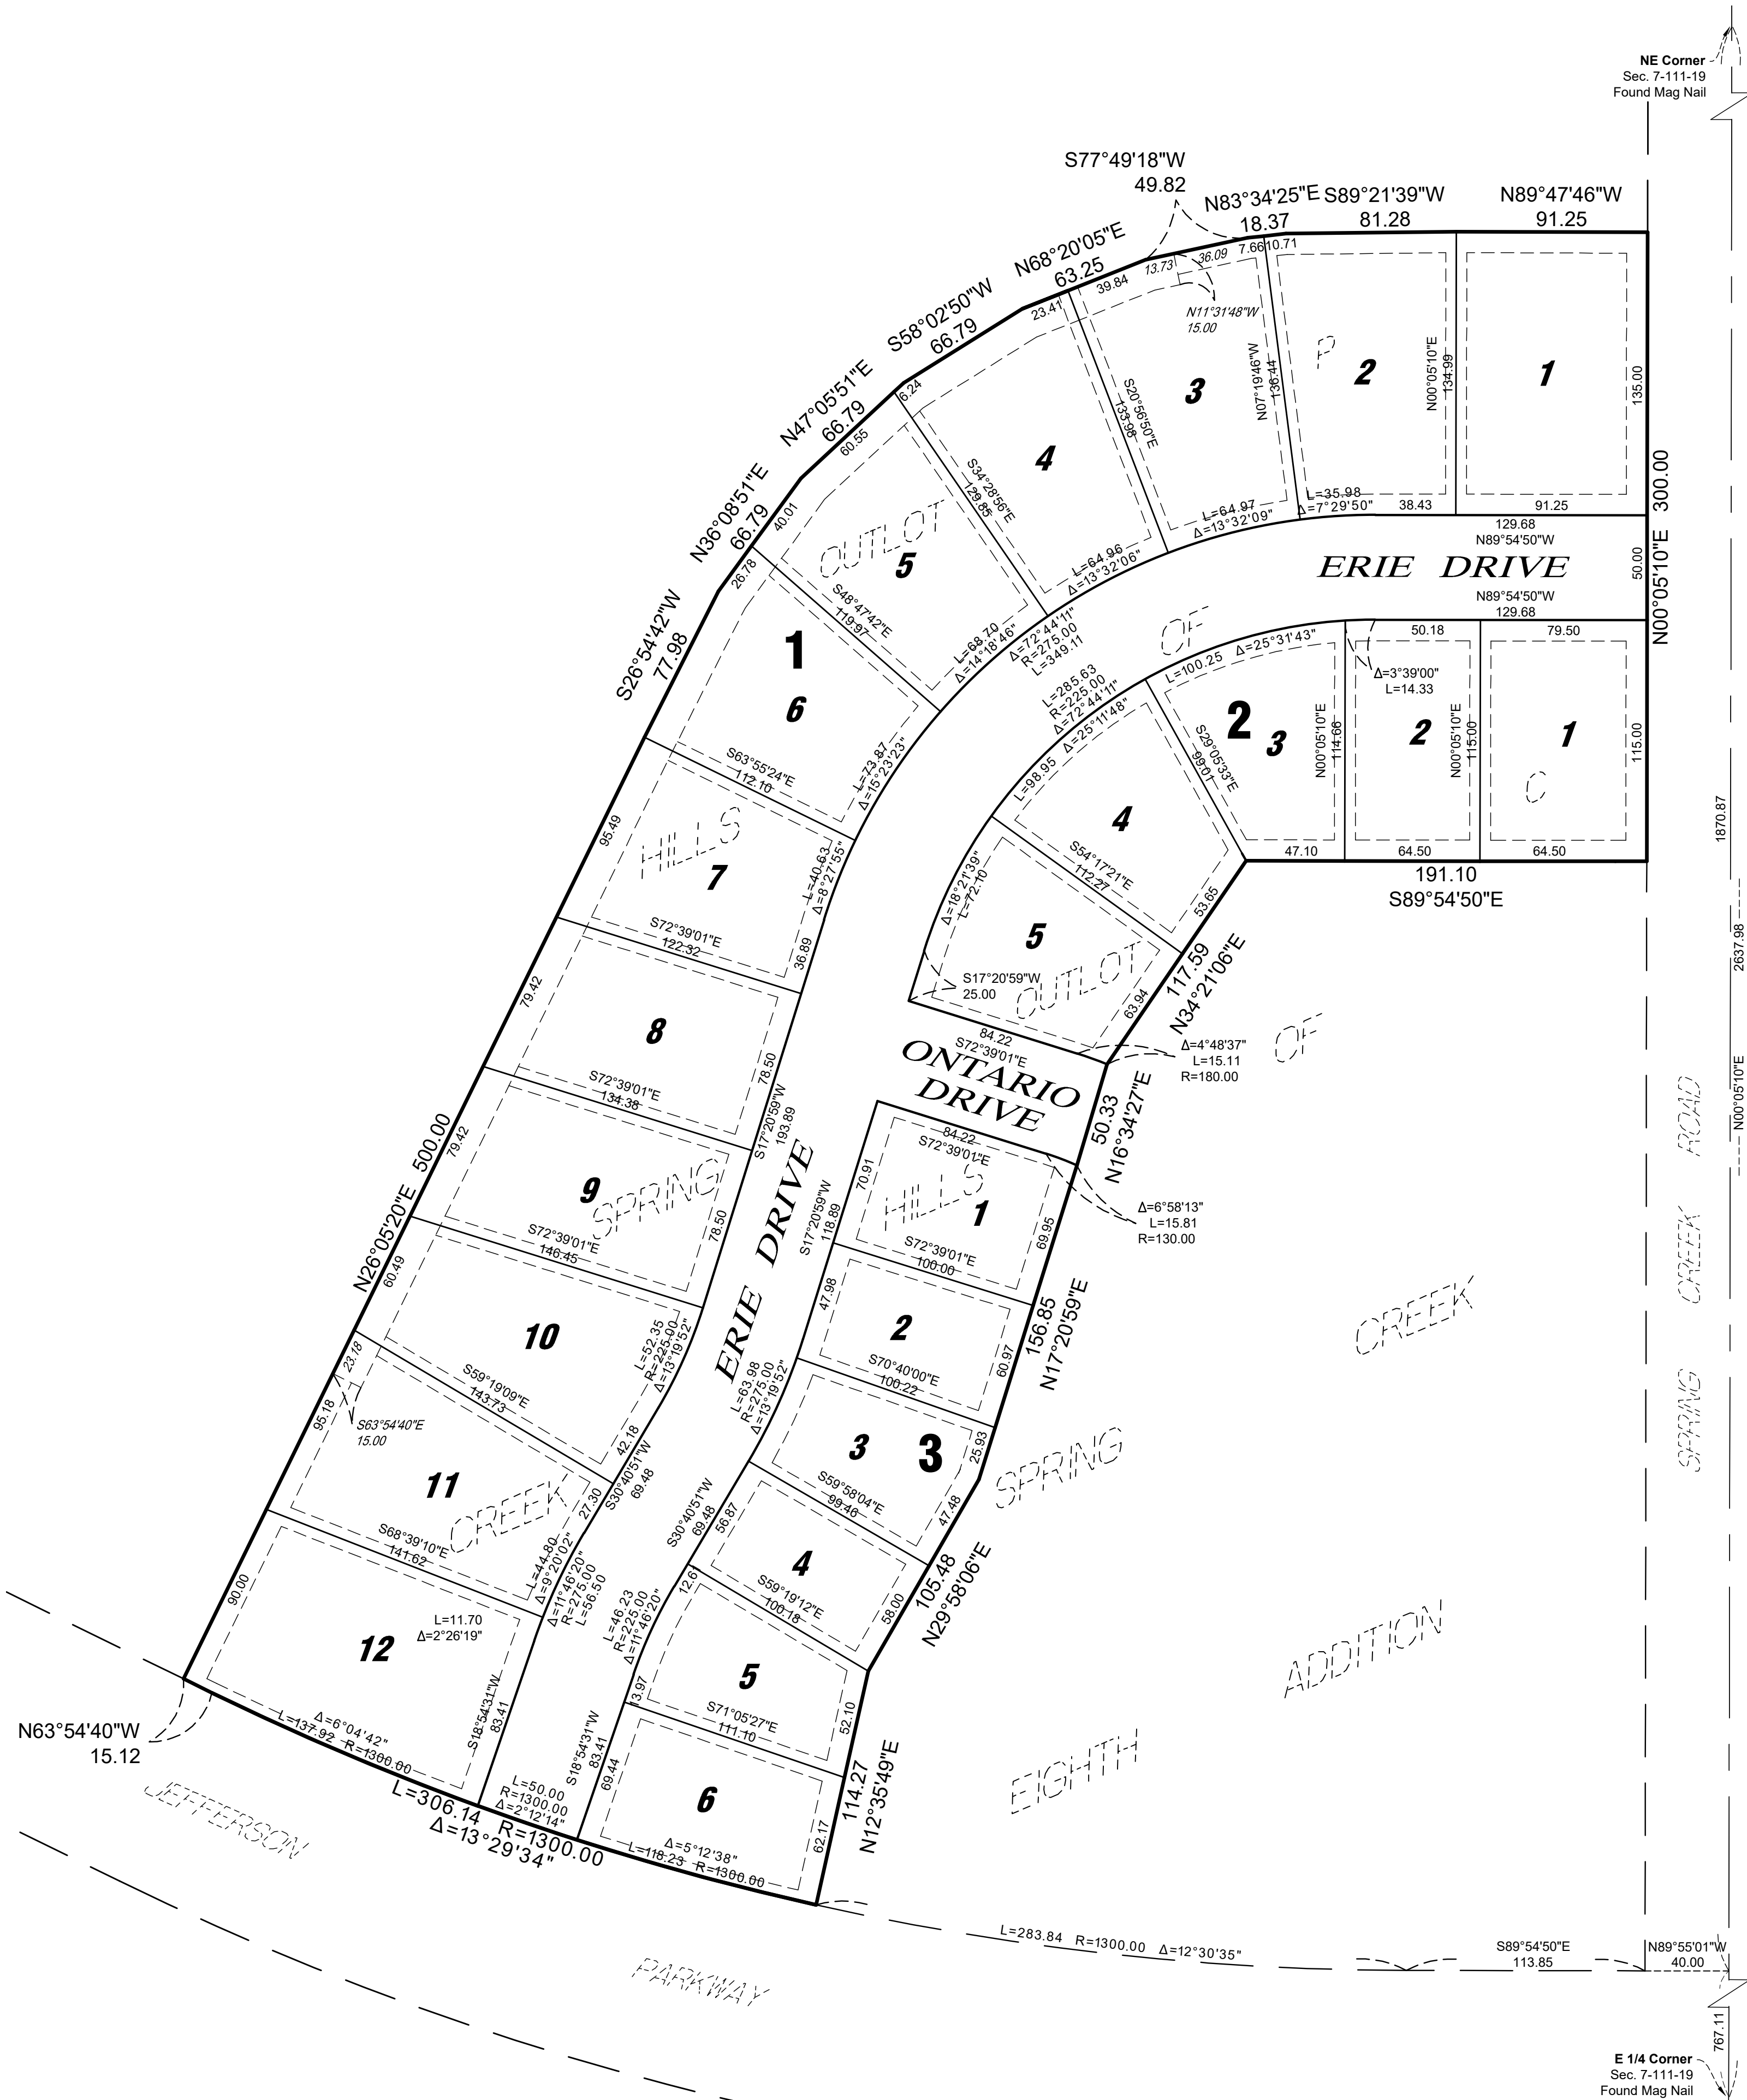 NE Corner
Sec. 7-111-19
Found Mag Nail
S77°49'18"W
49.82
N83°34'25"E
18.37
S89°21'39"W
81.28
N89°47'46"W
91.25
N68°20'05"E
63.25
S58°02'50"W
66.79
N47°05'51"E
66.79
N36°08'51"E
66.79
S26°54'42"W
77.98
N26°05'20"E 500.00
7.66
10.71
36.09
13.73
39.84
23.41
6.24
60.55
40.01
26.78
N11°31'48"W
15.00
P
1
135.00
91.25
N00°05'10"E
134.99
2
38.43
L=35.98
Δ=7°29'50"
N07°19'46"W
136.44
3
L=64.97
Δ=13°32'09"
S20°56'50"E
133.98
4
L=64.96
Δ=13°32'06"
S34°28'56"E
129.85
OUTLOT
5
L=68.70
Δ=14°18'46"
S48°47'42"E
119.97
1
6
L=73.87
Δ=15°23'23"
S63°55'24"E
112.10
129.68
N89°54'50"W
ERIE DRIVE
N89°54'50"W
129.68
50.00
N00°05'10"E 300.00
Δ=72°44'11"
R=275.00
L=349.11
OF
L=285.63
R=225.00
Δ=72°44'11"
L=100.25 Δ=25°31'43"
50.18
79.50
Δ=3°39'00"
L=14.33
2
3
N00°05'10"E
114.66
2
N00°05'10"E
115.00
1
115.00
C
S29°05'33"E
99.01
47.10
64.50
64.50
191.10
S89°54'50"E
L=98.95 Δ=25°11'48"
4
S54°17'21"E
112.27
53.65
Δ=18°21'39"
L=72.10
5
S17°20'59"W
25.00
OUTLOT
63.94
117.59
N34°21'06"E
84.22
S72°39'01"E
Δ=4°48'37"
L=15.11
R=180.00
OF
ONTARIO
DRIVE
50.33
N16°34'27"E
95.49
HILLS
7
L=40.63
Δ=8°27'55"
36.89
S72°39'01"E
122.32
79.42
8
78.50
S72°39'01"E
134.38
S17°20'59"W
193.89
79.42
9
SPRING
78.50
S72°39'01"E
146.45
60.49
10
L=52.35
R=225.00
Δ=13°19'52"
S59°19'09"E
143.73
42.18
23.18
S63°54'40"E
15.00
95.18
11
CREEK
27.30
S30°40'51"W
69.48
L=44.80
Δ=9°20'02"
S68°39'10"E
141.62
Δ=11°46'20"
R=275.00
L=56.50
90.00
L=11.70
Δ=2°26'19"
12
S18°54'31"W
83.41
Δ=6°04'42"
L=137.92 R=1300.00
N63°54'40"W
15.12
ERIE DRIVE
84.22
S72°39'01"E
70.91
HILLS
1
69.95
Δ=6°58'13"
L=15.81
R=130.00
S17°20'59"W
118.89
S72°39'01"E
100.00
47.98
2
60.97
S70°40'00"E
100.22
156.85
N17°20'59"E
L=63.98
R=275.00
Δ=13°19'52"
3
3
25.93
47.48
S59°58'04"E
99.46
S30°40'51"W
69.48
56.87
4
S59°19'12"E
100.18
58.00
105.48
N29°58'06"E
12.61
L=46.23
R=225.00
Δ=11°46'20"
5
13.97
S71°05'27"E
111.10
52.10
114.27
N12°35'49"E
S18°54'31"W
83.41
69.44
6
62.17
L=50.00
R=1300.00
Δ=2°12'14"
Δ=5°12'38"
L=118.23 R=1300.00
L=306.14 R=1300.00
Δ=13°29'34"
JEFFERSON
PARKWAY
SPRING
CREEK
EIGHTH
ADDITION
SPRING CREEK ROAD
1870.87
2637.98
N00°05'10"E
L=283.84 R=1300.00 Δ=12°30'35"
S89°54'50"E
113.85
N89°55'01"W
40.00
767.11
E 1/4 Corner
Sec. 7-111-19
Found Mag Nail